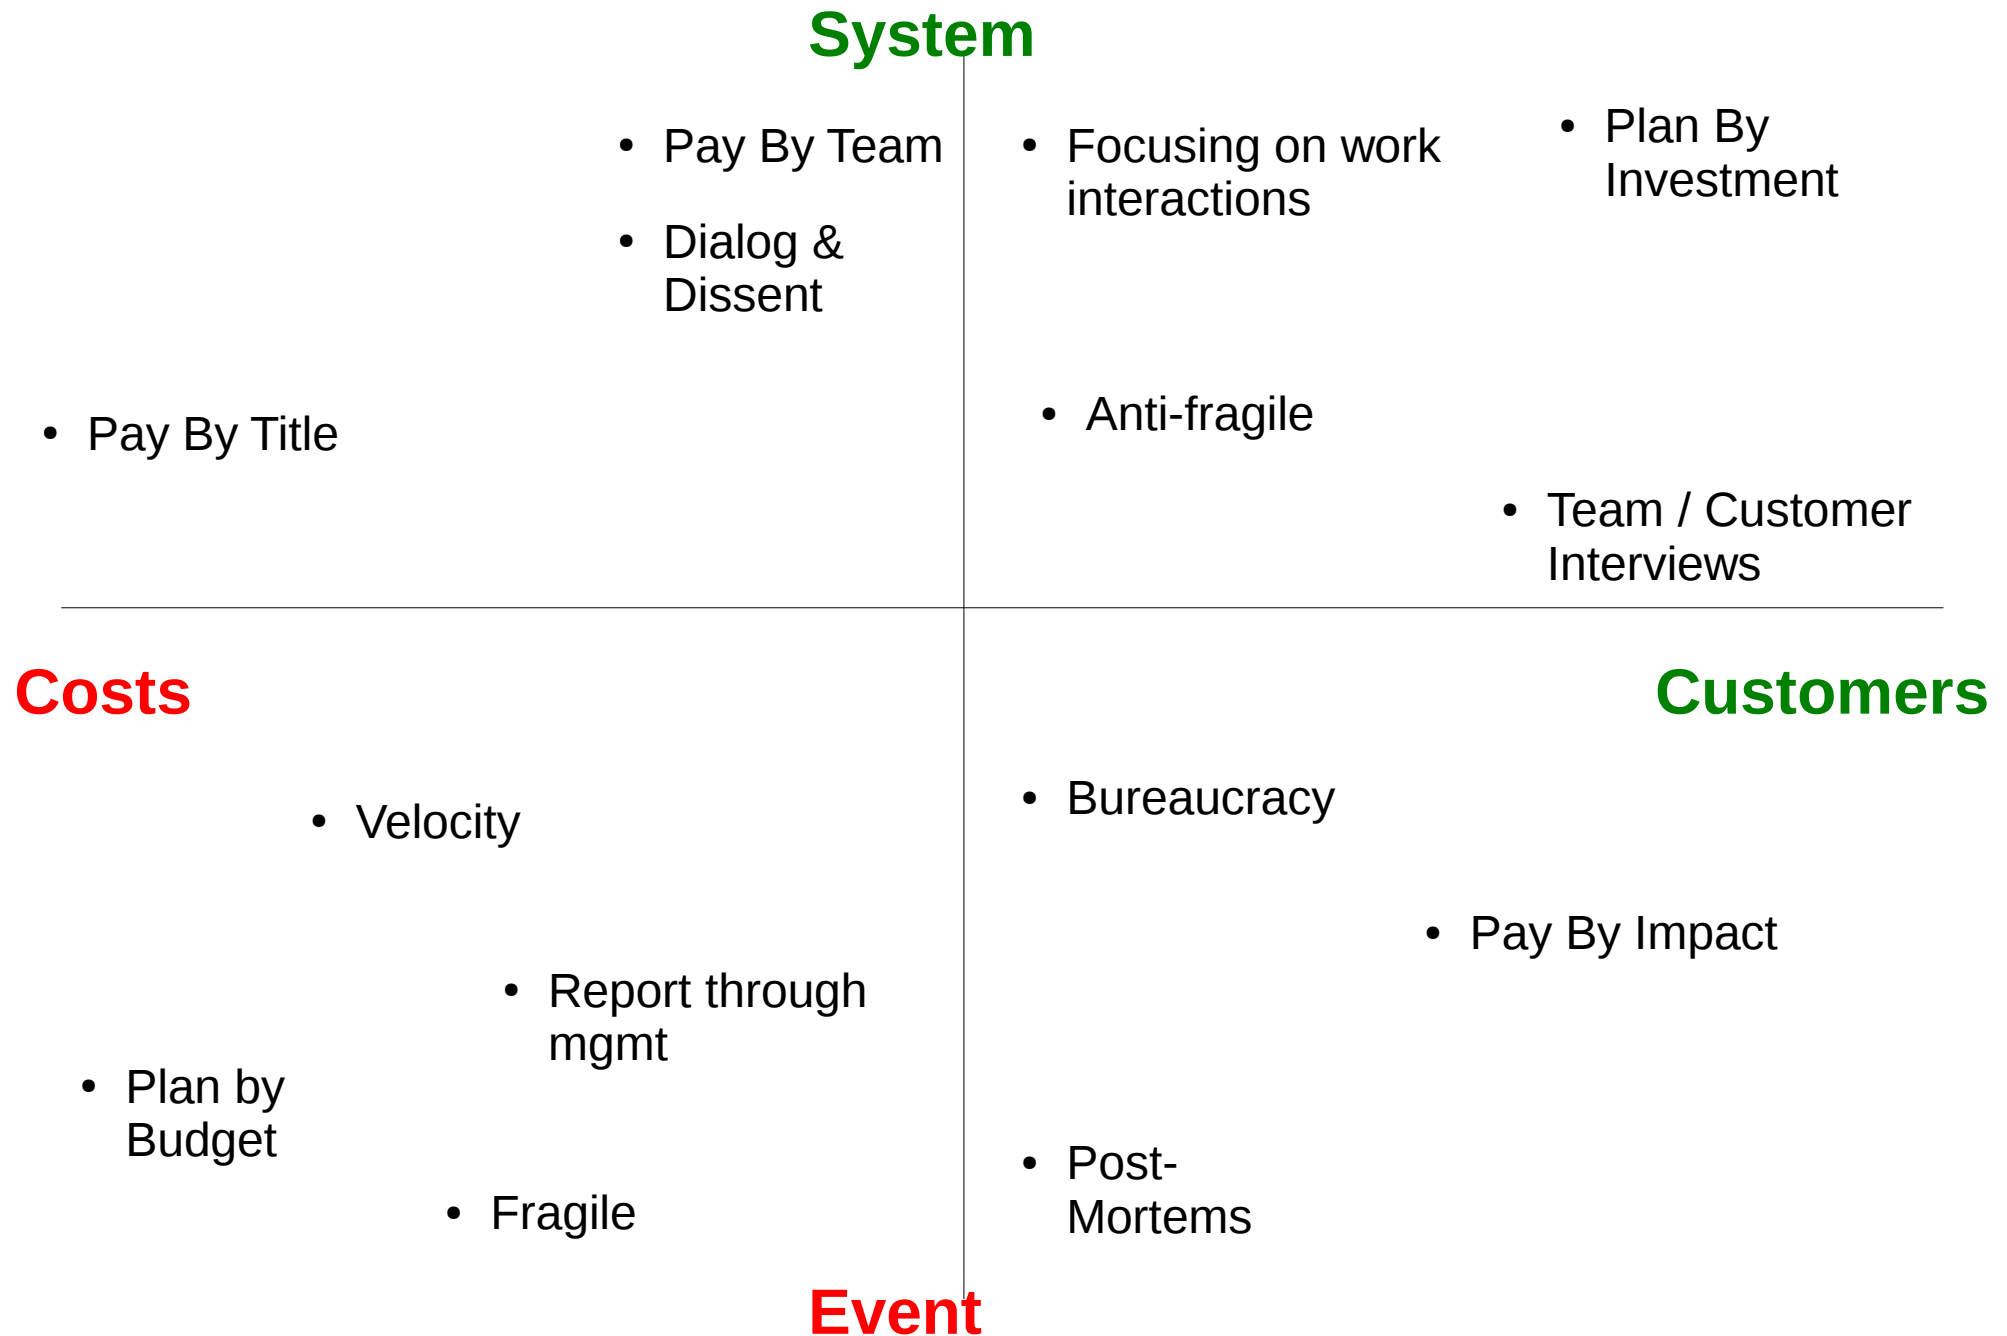 System
• Pay By Team
• Dialog &
Dissent
• Pay By Title
• Focusing on work
interactions
• Plan By
Investment
• Anti-fragile
• Team / Customer
Interviews
Costs
Customers
• Velocity
• Report through
mgmt
• Plan by
Budget
• Fragile
• Bureaucracy
• Pay By Impact
• Post-
Mortems
Event